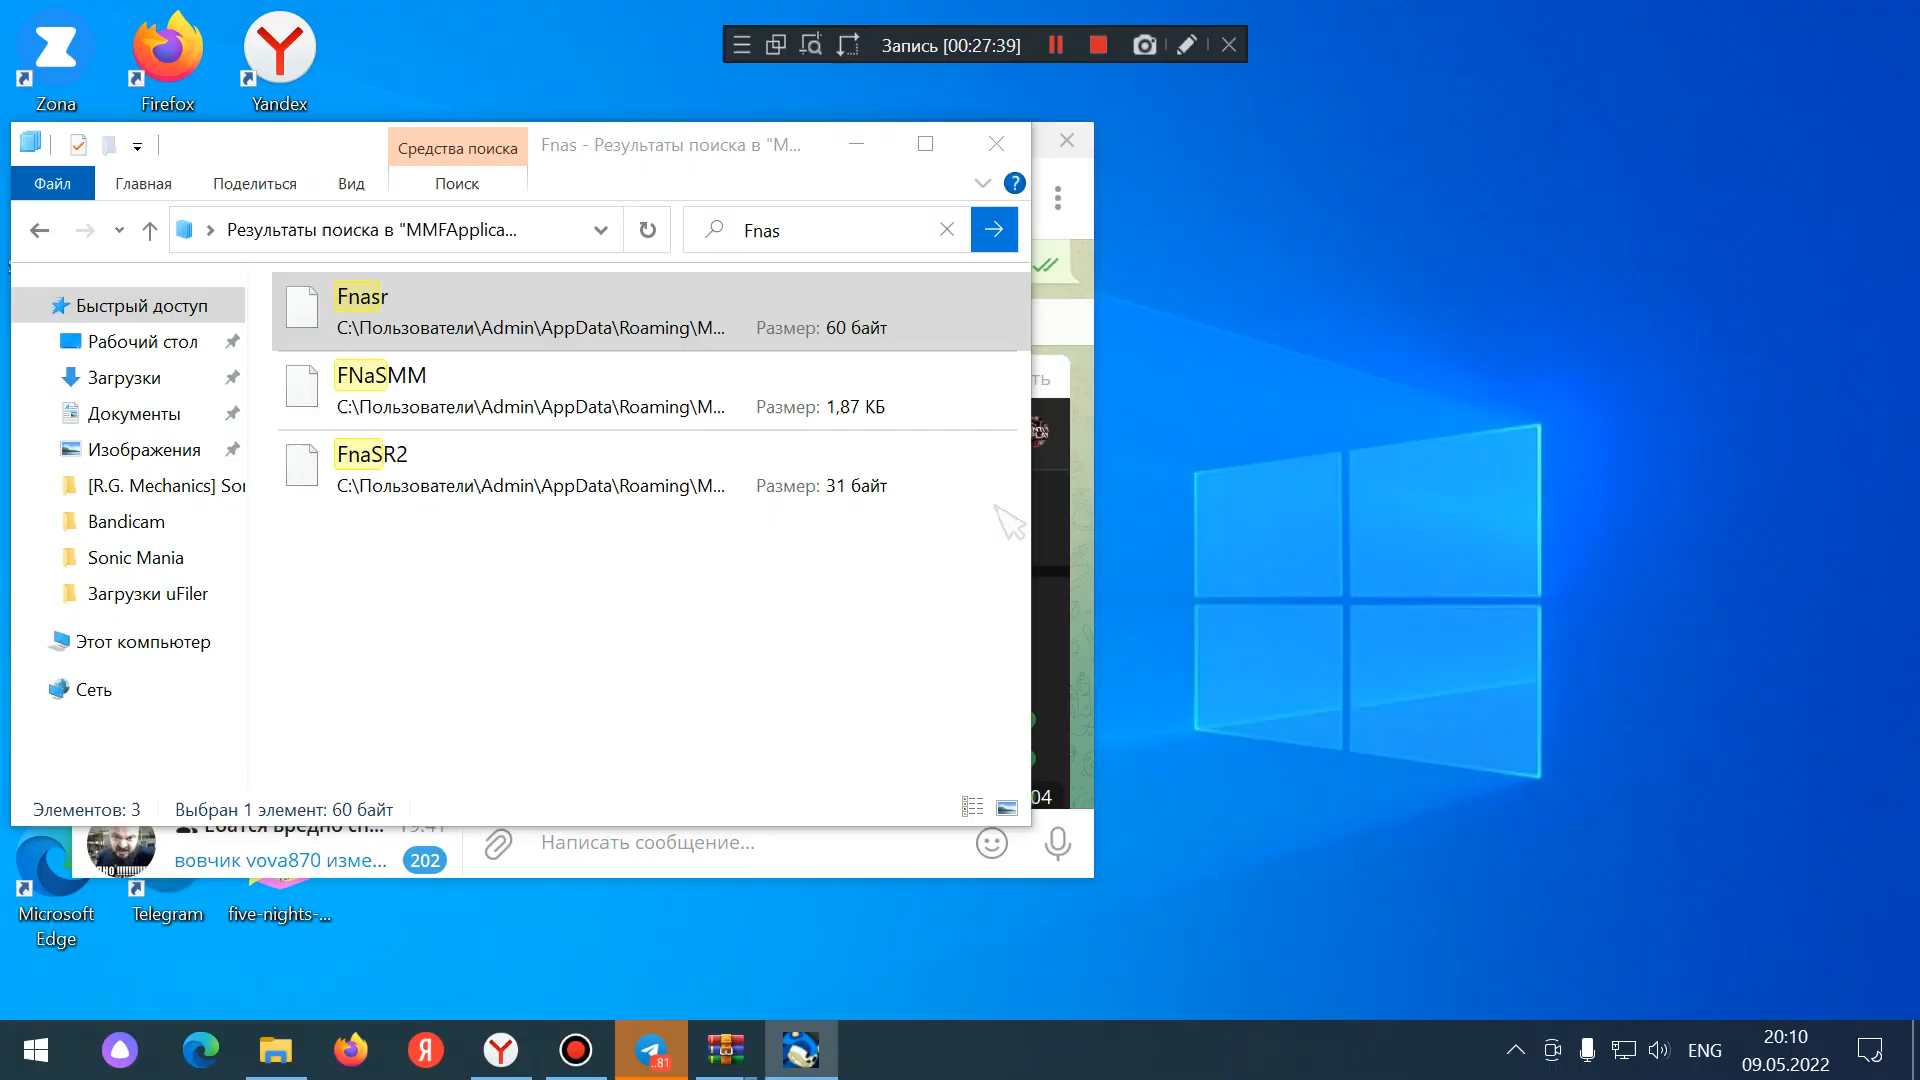 Запись [00:27:39]
Zona
Firefox
Yandex
Средства поиска
Fnas - Результаты поиска в "M...
Файл
Главная
Поделиться
Вид
Поиск
?
Результаты поиска в "MMFApplica...
Fnas
Быстрый доступ
Рабочий стол
Загрузки
Документы
Изображения
[R.G. Mechanics] Son
Bandicam
Sonic Mania
Загрузки uFiler
Этот компьютер
Сеть
Fnasr
C:\Пользователи\Admin\AppData\Roaming\M...
Размер: 60 байт
FNaSMM
C:\Пользователи\Admin\AppData\Roaming\M...
Размер: 1,87 КБ
FnaSR2
C:\Пользователи\Admin\AppData\Roaming\M...
Размер: 31 байт
ть
04
Элементов: 3
Выбран 1 элемент: 60 байт
вовчик vova870 изме...
202
Написать сообщение...
Microsoft
Edge
Telegram
five-nights-...
Я
..81
ENG
20:10
09.05.2022